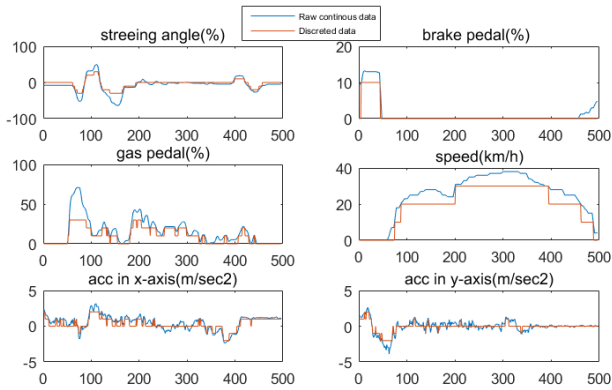 Raw continous data
Discreted data
streeing angle(%)
brake pedal(%)
100
0
-100
0 100 200 300 400 500
20
10
0
0 100 200 300 400 500
gas pedal(%)
speed(km/h)
100
50
0
0 100 200 300 400 500
40
20
0
0 100 200 300 400 500
acc in x-axis(m/sec2)
acc in y-axis(m/sec2)
5
0
-5
0 100 200 300 400 500
5
0
-5
0 100 200 300 400 500